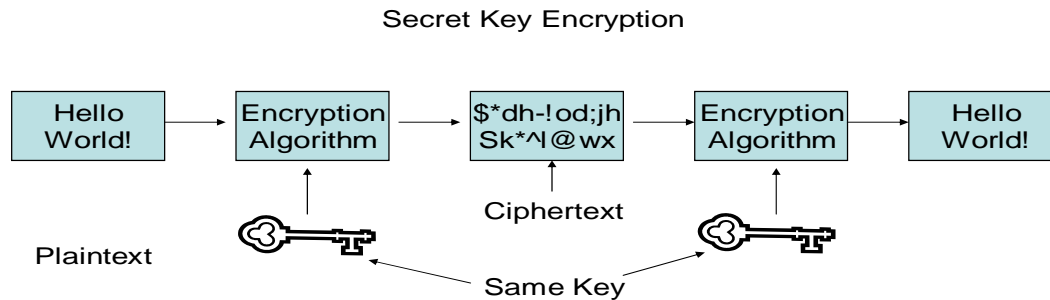 Secret Key Encryption
Hello
World!
Encryption
Algorithm
$*dh-!od;jh
Sk*^l@wx
Encryption
Algorithm
Hello
World!
Ciphertext
Plaintext
Same Key